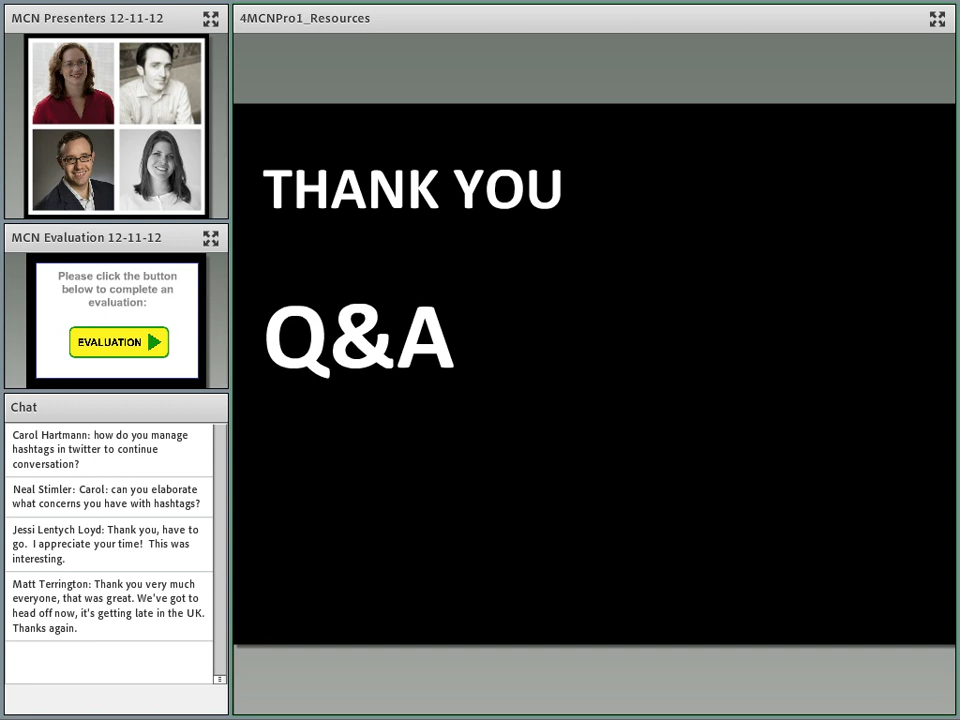 MCN Presenters 12-11-12
4MCNPro1_Resources
THANK YOU
Q&A
MCN Evaluation 12-11-12
Please click the button
below to complete an
evaluation:
EVALUATION
Chat
Carol Hartmann: how do you manage
hashtags in twitter to continue
conversation?
Neal Stimler: Carol: can you elaborate
what concerns you have with hashtags?
Jessi Lentych Loyd: Thank you, have to
go.  I appreciate your time!  This was
interesting.
Matt Terrington: Thank you very much
everyone, that was great. We've got to
head off now, it's getting late in the UK.
Thanks again.